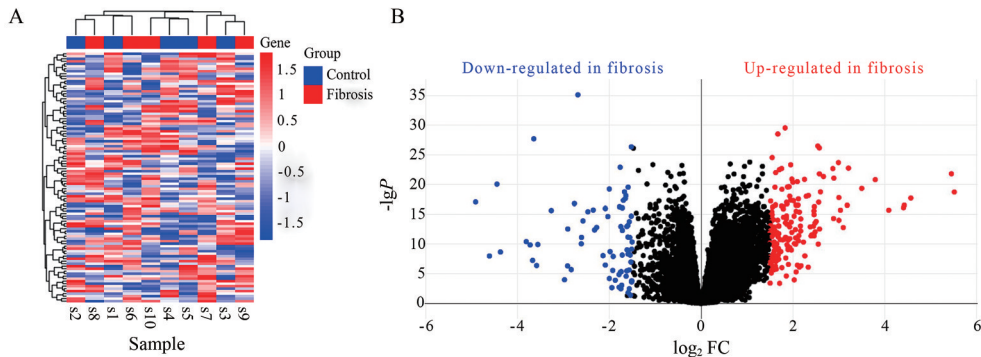 A
Gene
1.5
1
0.5
0
-0.5
-1.5
Group
Control
Fibrosis
s2 s8 s1 s6 s10 s4 s5 s7 s3 s9
Sample
B
Down-regulated in fibrosis
Up-regulated in fibrosis
35
30
25
20
15
10
5
0
-lgP
-6 -4 -2 0 2 4 6
log₂ FC